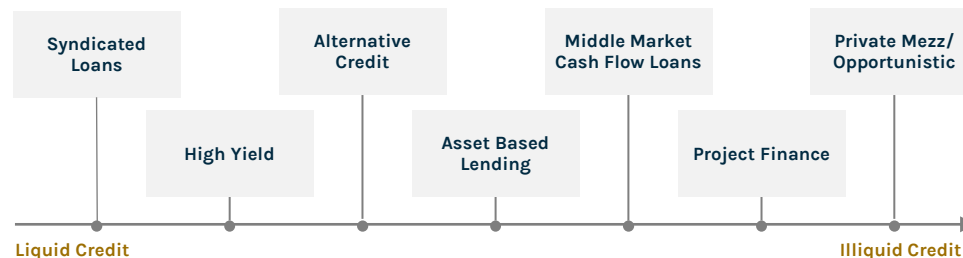 Syndicated
Loans
Alternative
Credit
Middle Market
Cash Flow Loans
Private Mezz/
Opportunistic
High Yield
Asset Based
Lending
Project Finance
Liquid Credit
Illiquid Credit